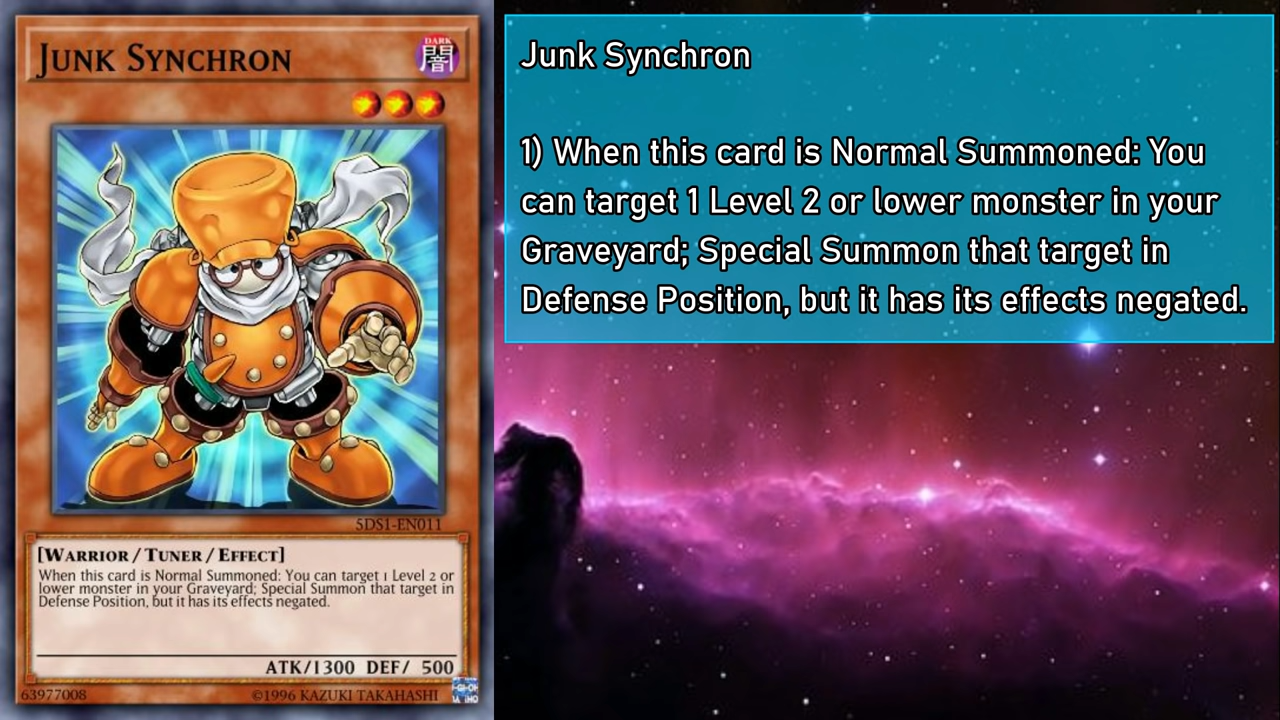 JUNK SYNCHRON
DARK
闇
5DS1-EN011
[WARRIOR / TUNER / EFFECT]
When this card is Normal Summoned: You can target 1 Level 2 or
lower monster in your Graveyard; Special Summon that target in
Defense Position, but it has its effects negated.
ATK/1300 DEF/ 500
63977008
©1996 KAZUKI TAKAHASHI
Junk Synchron
1) When this card is Normal Summoned: You
can target 1 Level 2 or lower monster in your
Graveyard; Special Summon that target in
Defense Position, but it has its effects negated.